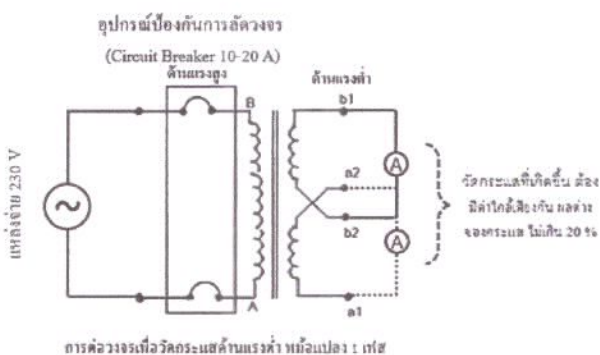 อุปกรณ์ป้องกันการลัดวงจร
(Circuit Breaker 10-20 A)
ด้านแรงสูง
ด้านแรงต่ำ
B
b1
A
a2
b2
A
a1
A
แหล่งจ่าย 230 V
วัดกระแสที่เกิดขึ้น ต้อง
มีค่าใกล้เคียงกัน ผลต่าง
ของกระแส ไม่เกิน 20 %
การต่อวงจรเพื่อวัดกระแสด้านแรงต่ำ หม้อแปลง 1 เฟส